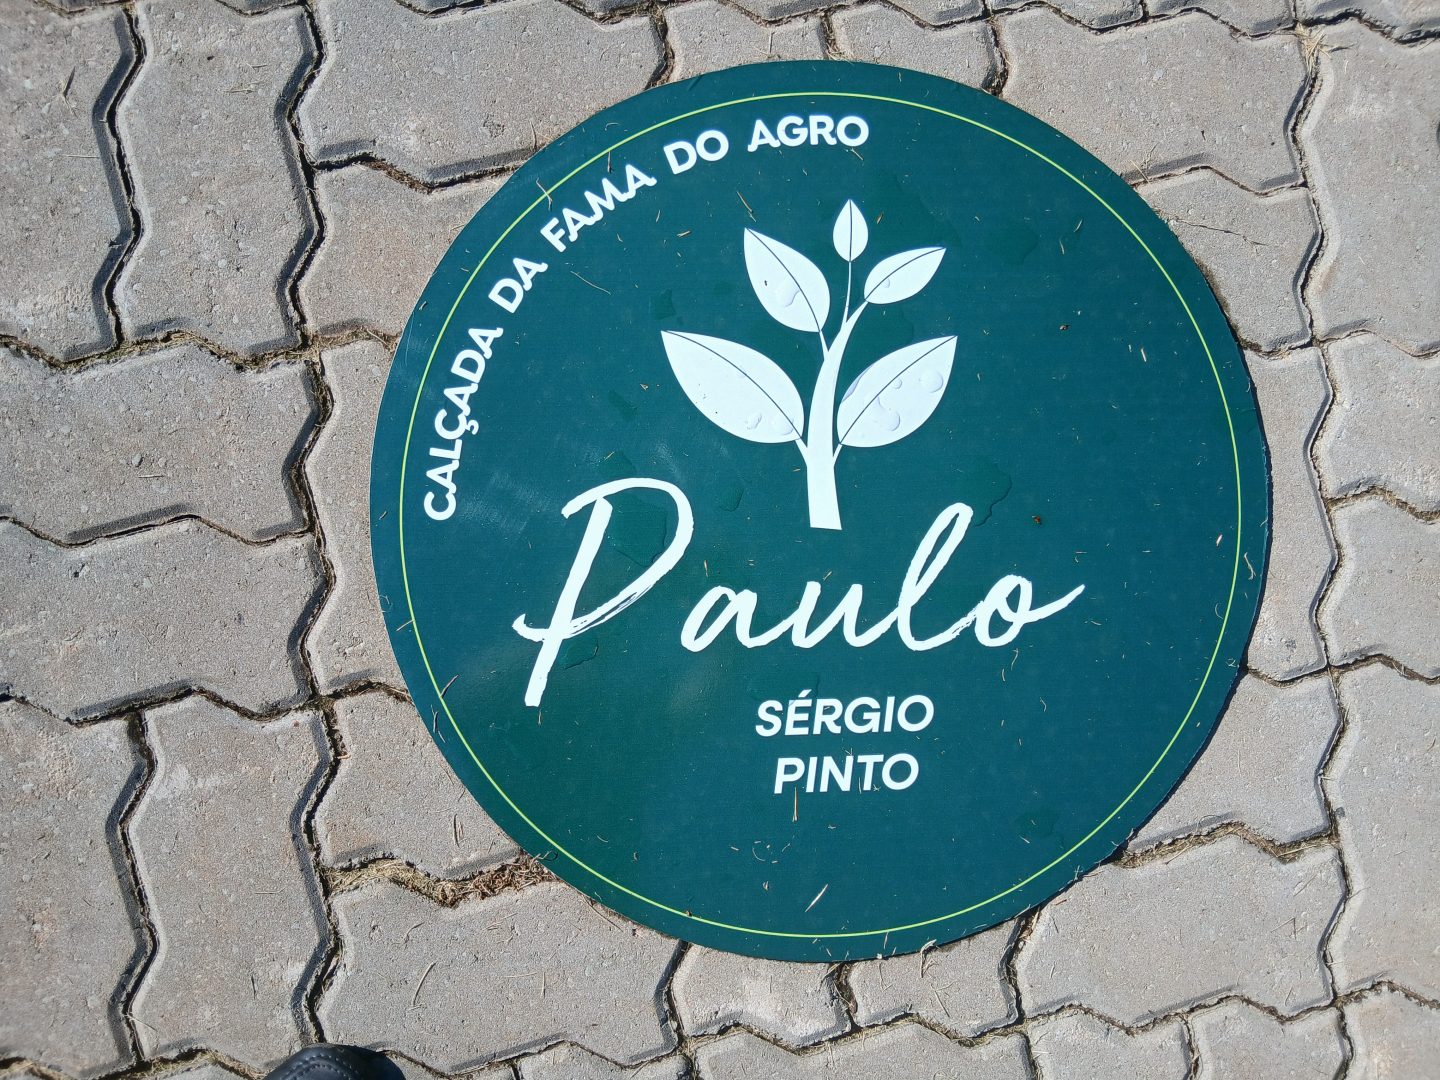 CALÇADA DA FAMA DO AGRO
Paulo
SÉRGIO
PINTO